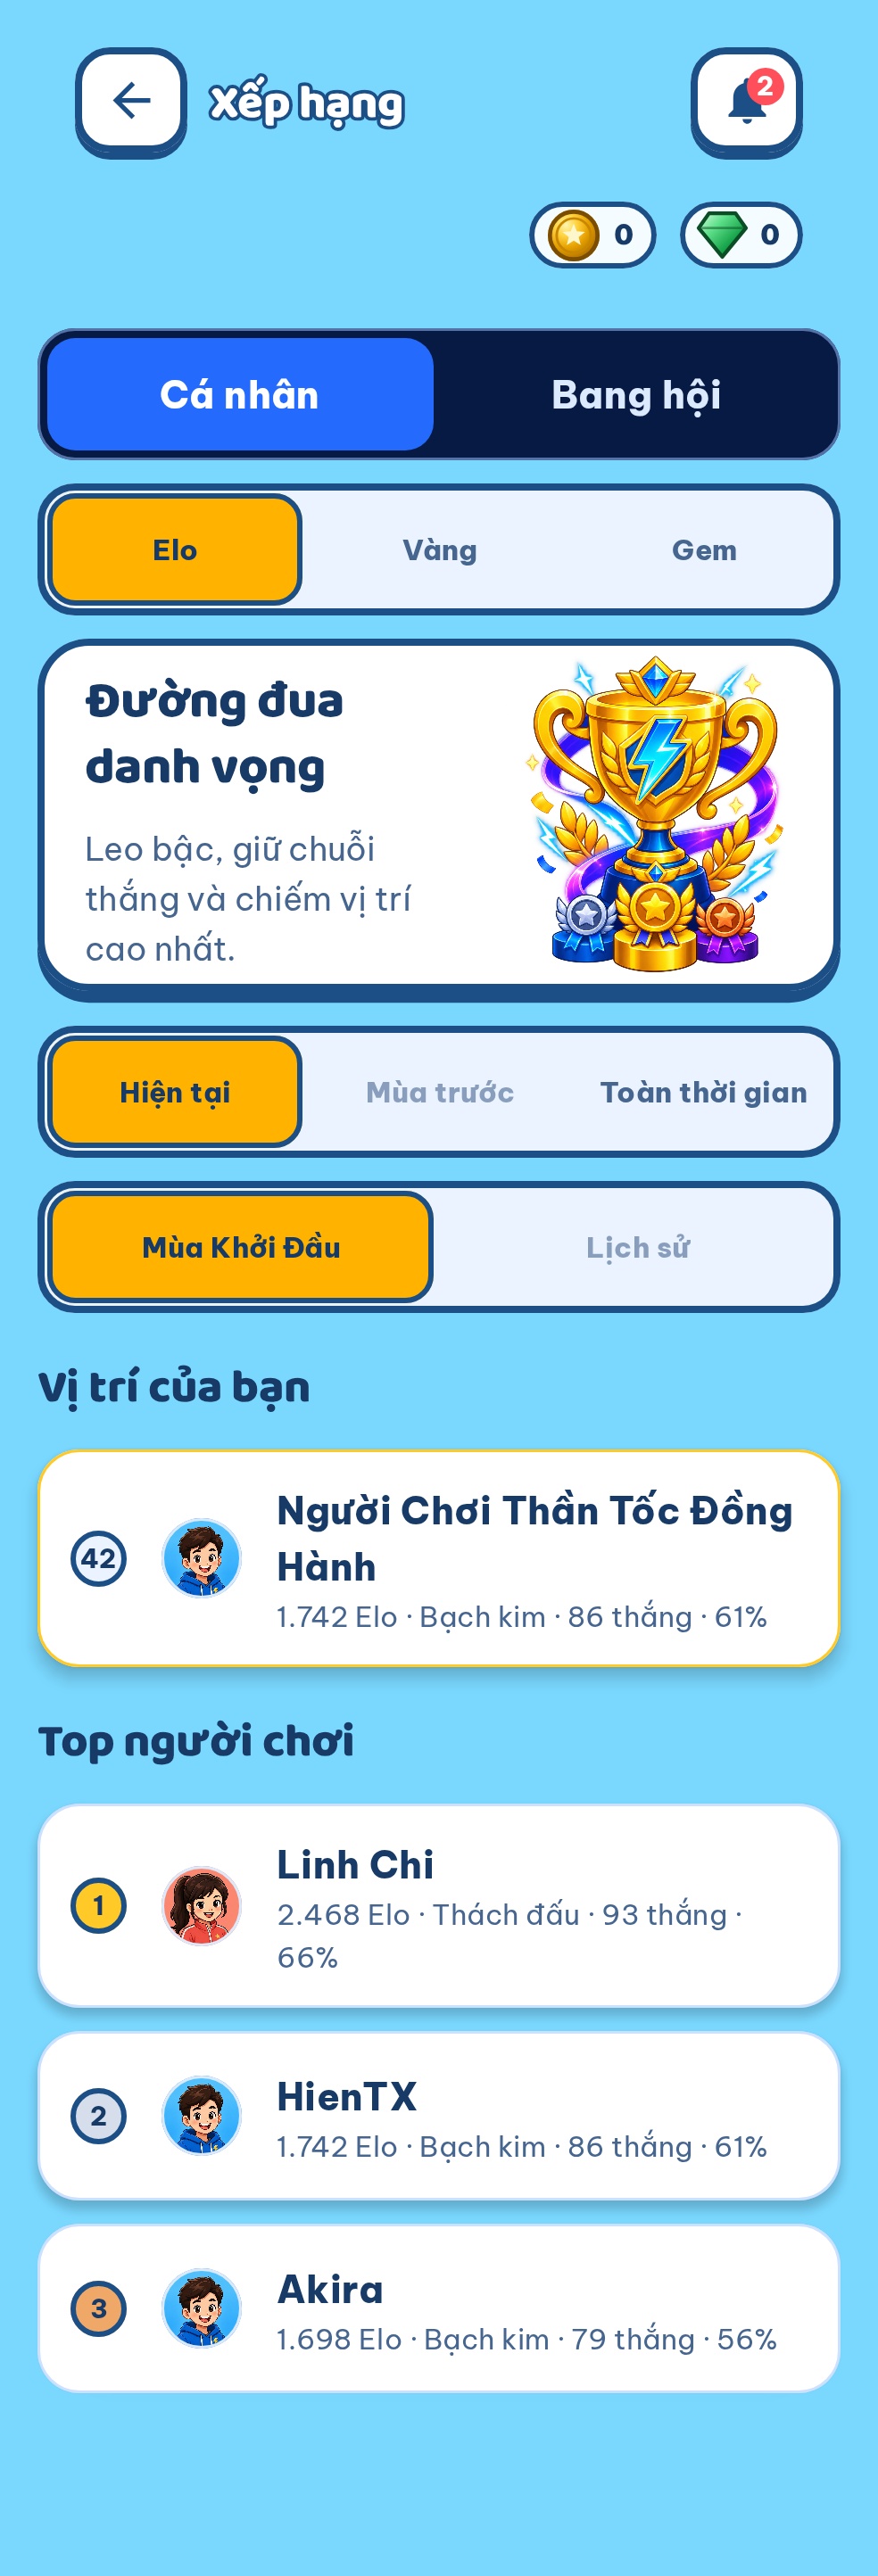 Xếp hạng
2
0
0
Cá nhân
Bang hội
Elo
Vàng
Gem
Đường đua
danh vọng
Leo bậc, giữ chuỗi
thắng và chiếm vị trí
cao nhất.
Hiện tại
Mùa trước
Toàn thời gian
Mùa Khởi Đầu
Lịch sử
Vị trí của bạn
42
Người Chơi Thần Tốc Đồng
Hành
1.742 Elo · Bạch kim · 86 thắng · 61%
Top người chơi
1
Linh Chi
2.468 Elo · Thách đấu · 93 thắng ·
66%
2
HienTX
1.742 Elo · Bạch kim · 86 thắng · 61%
3
Akira
1.698 Elo · Bạch kim · 79 thắng · 56%